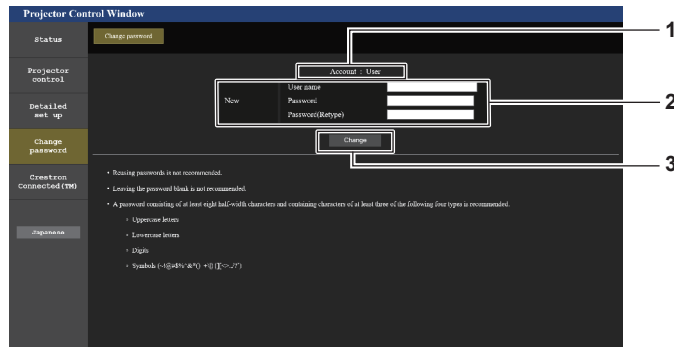 Projector Control Window
Status
Change password
1
Projector
control
Account : User
User name
New
Password
2
Password(Retype)
Detailed
set up
Change
Change
password
3
Reusing passwords is not recommended.
Crestron
Connected(TM)
Leaving the password blank is not recommended.
A password consisting of at least eight half-width characters and containing characters of at least three of the following four types is recommended.
Uppercase letters
Japanese
Lowercase letters
Digits
Symbols